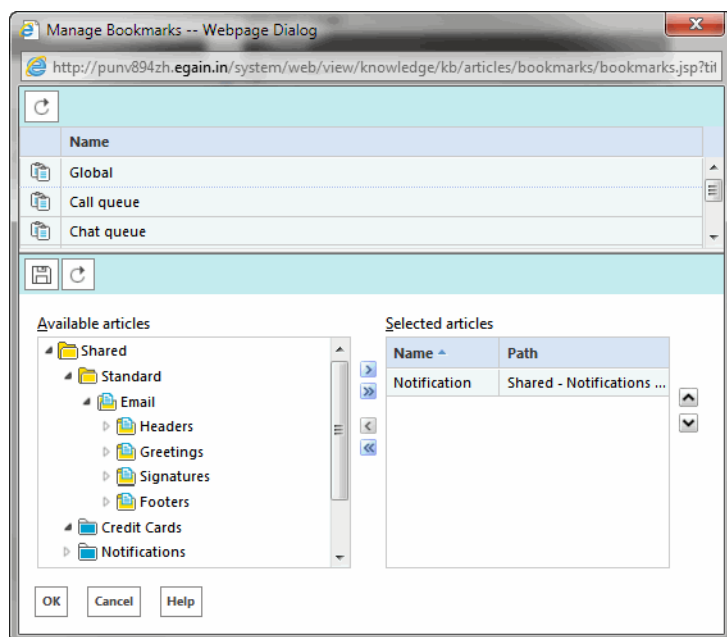 Manage Bookmarks -- Webpage Dialog
http://punv894zh.egain.in/system/web/view/knowledge/kb/articles/bookmarks/bookmarks.jsp?tit
Name
Global
Call queue
Chat queue
Available articles
Shared
Standard
Email
Headers
Greetings
Signatures
Footers
Credit Cards
Notifications
Selected articles
Name Path
Notification Shared - Notifications ...
OK Cancel Help